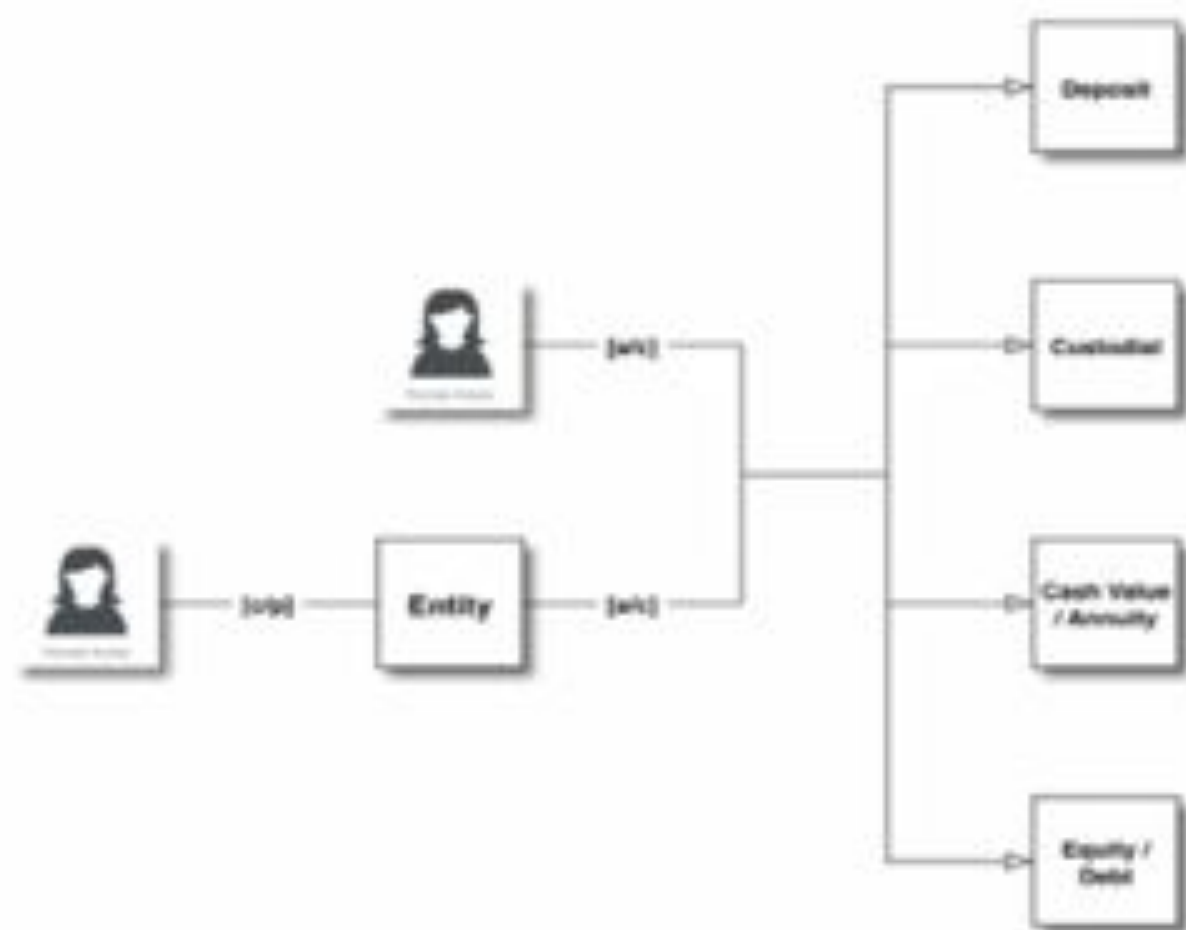 Deposit
[a/c]
Custodial
[c/p]
Entity
[a/c]
Cash Value
/ Annuity
Equity /
Debt